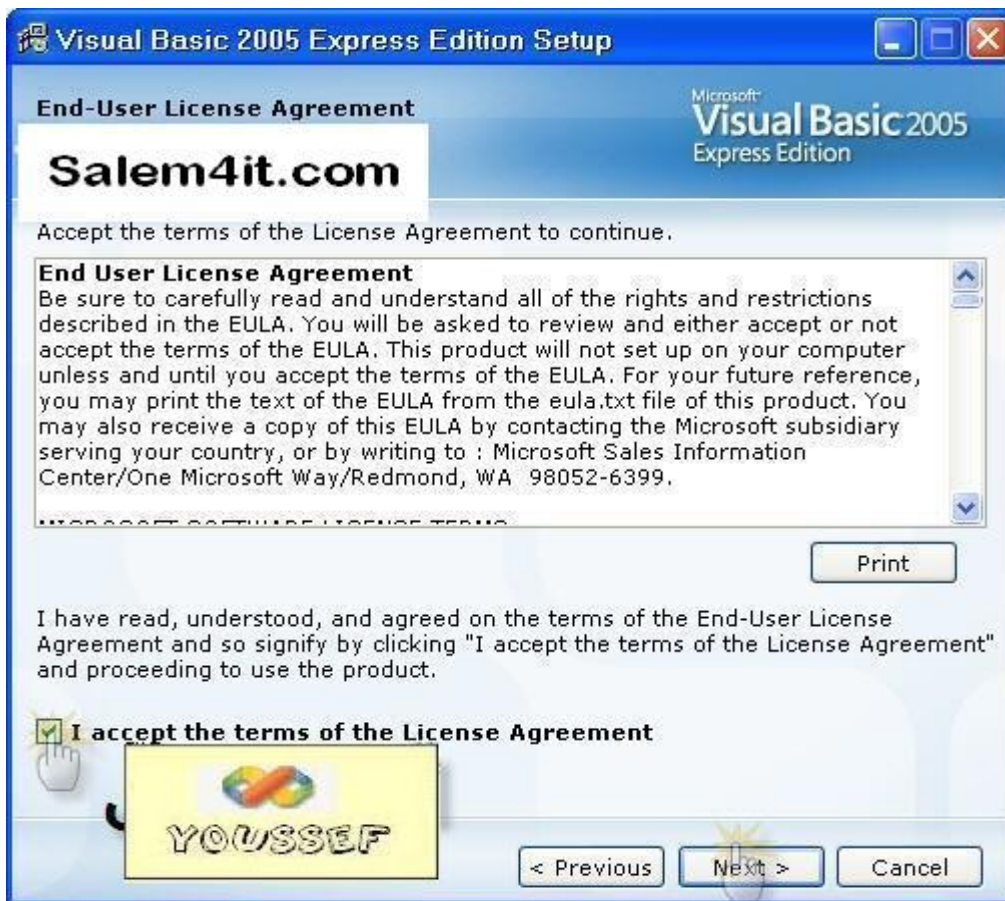 Visual Basic 2005 Express Edition Setup
End-User License Agreement
Microsoft
Visual Basic 2005
Express Edition
Salem4it.com
Accept the terms of the License Agreement to continue.
End User License Agreement
Be sure to carefully read and understand all of the rights and restrictions
described in the EULA. You will be asked to review and either accept or not
accept the terms of the EULA. This product will not set up on your computer
unless and until you accept the terms of the EULA. For your future reference,
you may print the text of the EULA from the eula.txt file of this product. You
may also receive a copy of this EULA by contacting the Microsoft subsidiary
serving your country, or by writing to : Microsoft Sales Information
Center/One Microsoft Way/Redmond, WA  98052-6399.
MICROSOFT SOFTWARE LICENSE TERMS
Print
I have read, understood, and agreed on the terms of the End-User License
Agreement and so signify by clicking "I accept the terms of the License Agreement"
and proceeding to use the product.
I accept the terms of the License Agreement
YOUSSEF
< Previous
Next >
Cancel